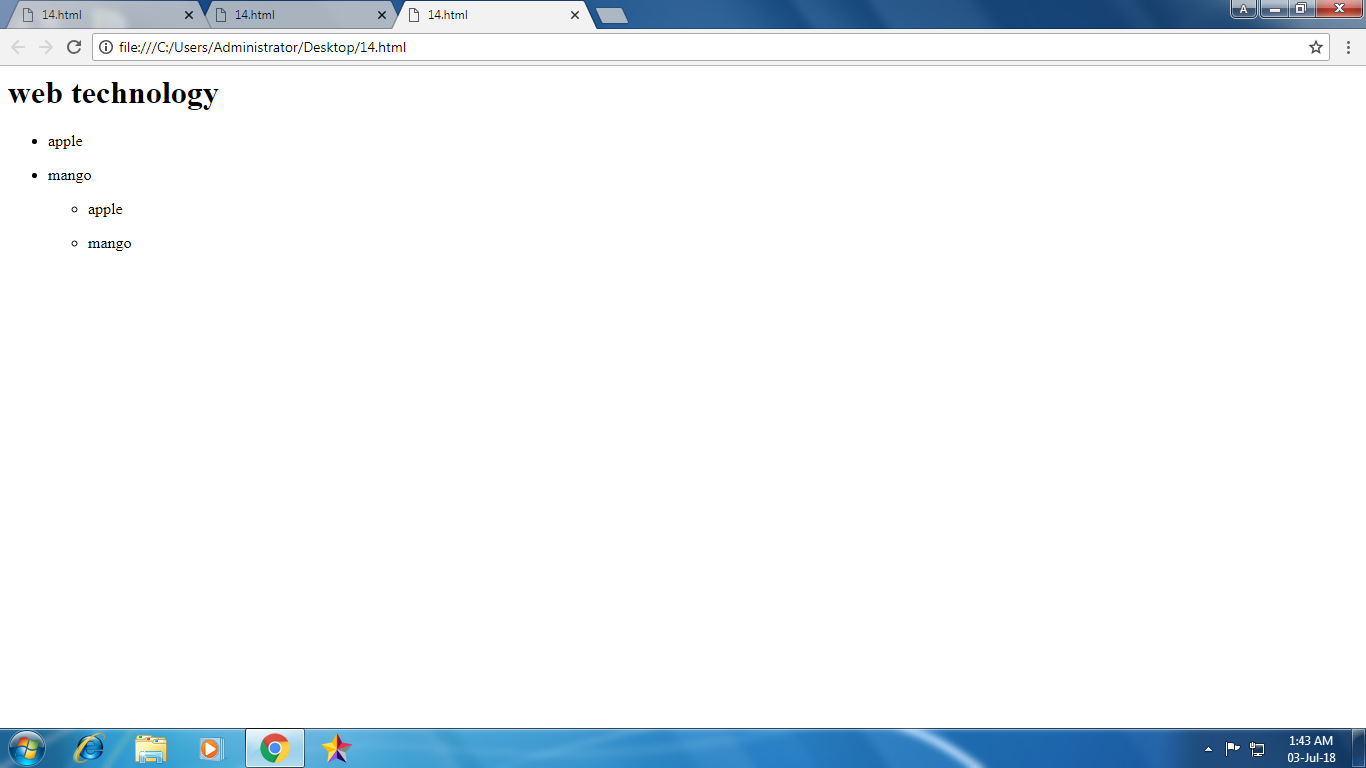 14.html
14.html
14.html
A
file:///C:/Users/Administrator/Desktop/14.html
web technology
apple
mango
apple
mango
1:43 AM
03-Jul-18